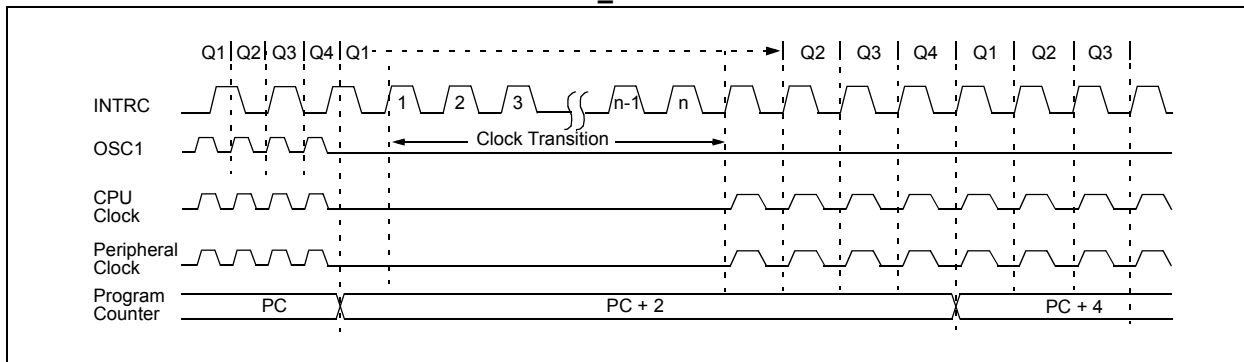 Q1 Q2 Q3 Q4 Q1 Q2 Q3 Q4 Q1 Q2 Q3
INTRC
1 2 3 n-1 n
Clock Transition
OSC1
CPU
Clock
Peripheral
Clock
Program
Counter
PC PC + 2 PC + 4